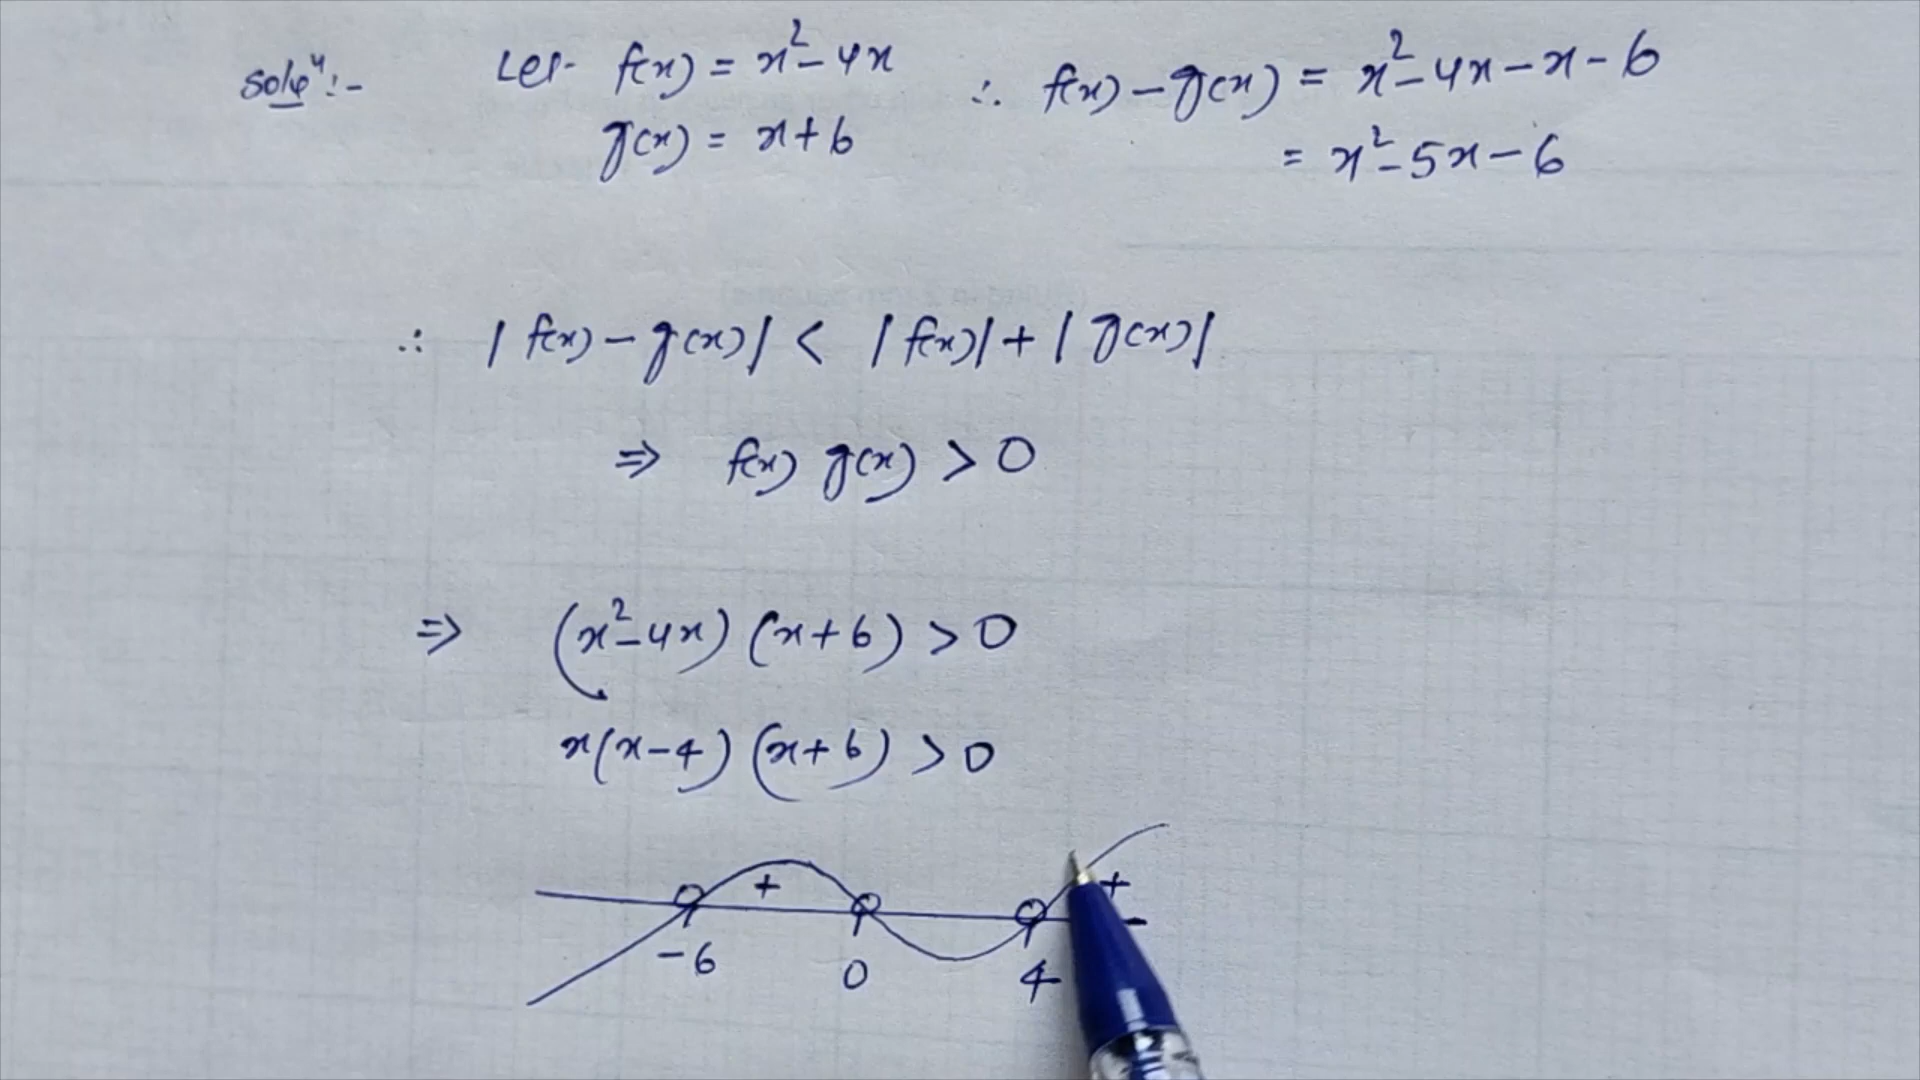 Solⁿ :- Let f(x) = x² - 4x ∴ f(x) - g(x) = x² - 4x - x - 6
g(x) = x + 6 = x² - 5x - 6
∴ |f(x) - g(x)| < |f(x)| + |g(x)|
⇒ f(x) g(x) > 0
⇒ (x² - 4x) (x + 6) > 0
x(x - 4) (x + 6) > 0
+ +
-6 0 4